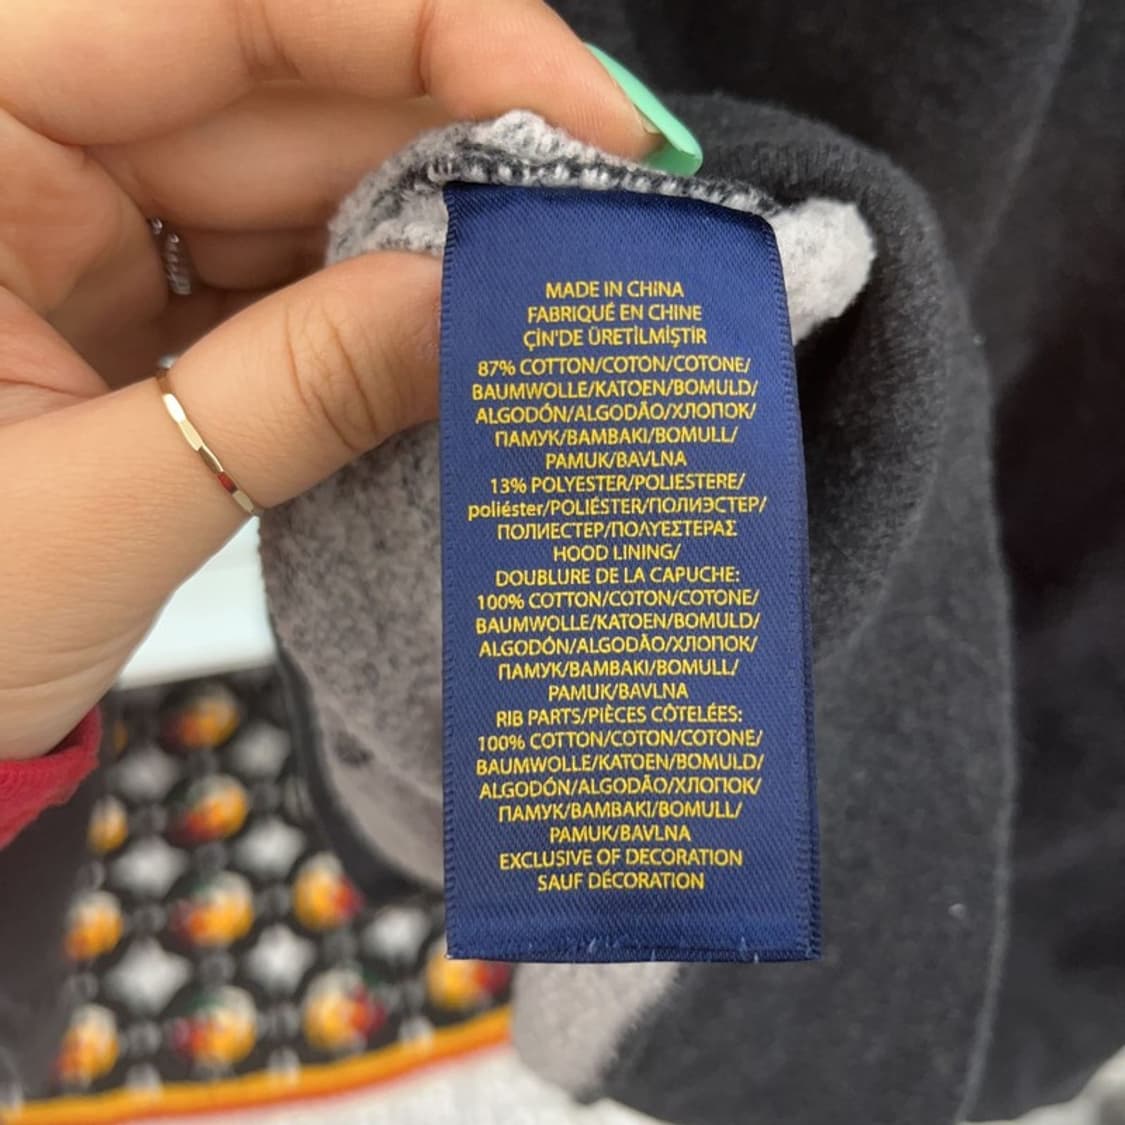 MADE IN CHINA
FABRIQUÉ EN CHINE
ÇİN'DE ÜRETİLMİŞTİR
87% COTTON/COTON/COTONE/
BAUMWOLLE/KATOEN/BOMULD/
ALGODÓN/ALGODÃO/ХЛОПОК/
ПАМУК/BAMBAKI/BOMULL/
PAMUK/BAVLNA
13% POLYESTER/POLIESTERE/
poliéster/POLIÉSTER/ПОЛИЭСТЕР/
ПОЛИЕСТЕР/ΠΟΛΥΕΣΤΕΡΑΣ
HOOD LINING/
DOUBLURE DE LA CAPUCHE:
100% COTTON/COTON/COTONE/
BAUMWOLLE/KATOEN/BOMULD/
ALGODÓN/ALGODÃO/ХЛОПОК/
ПАМУК/BAMBAKI/BOMULL/
PAMUK/BAVLNA
RIB PARTS/PIÈCES CÔTELÉES:
100% COTTON/COTON/COTONE/
BAUMWOLLE/KATOEN/BOMULD/
ALGODÓN/ALGODÃO/ХЛОПОК/
ПАМУК/BAMBAKI/BOMULL/
PAMUK/BAVLNA
EXCLUSIVE OF DECORATION
SAUF DÉCORATION